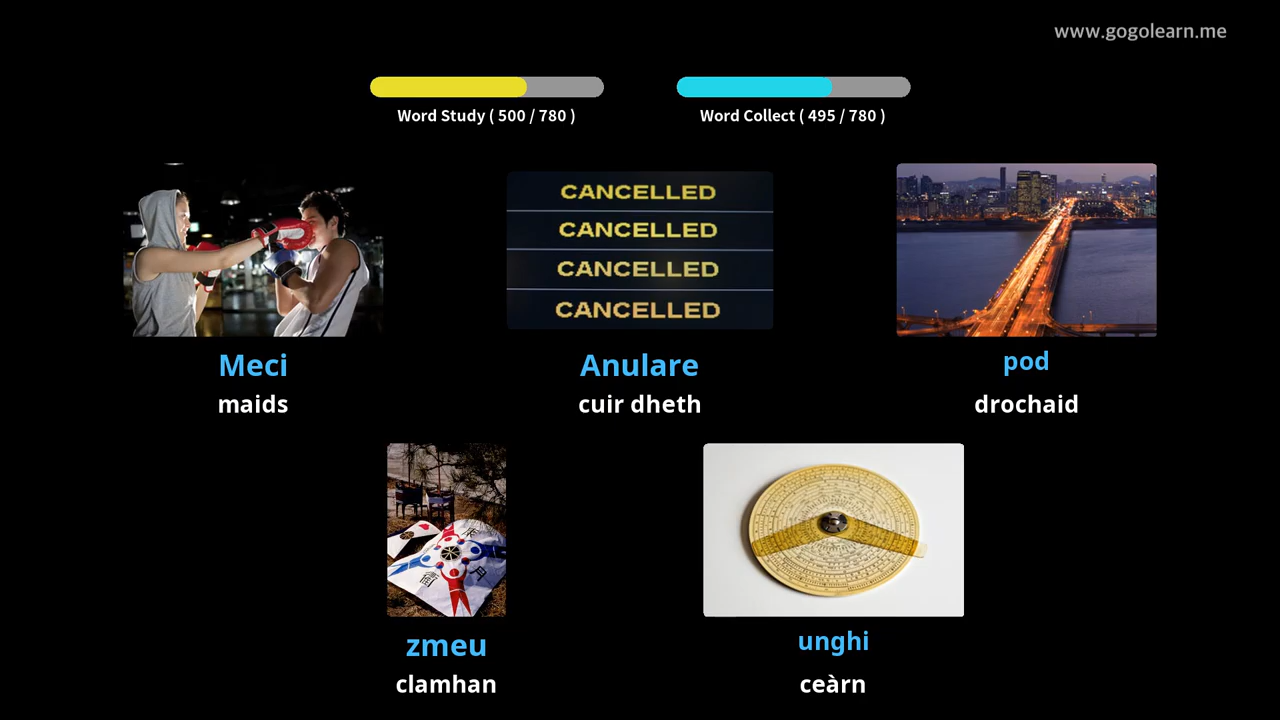 www.gogolearn.me
Word Study ( 500 / 780 )
Word Collect ( 495 / 780 )
CANCELLED
CANCELLED
CANCELLED
CANCELLED
Meci
maids
Anulare
cuir dheth
pod
drochaid
zmeu
clamhan
unghi
ceàrn